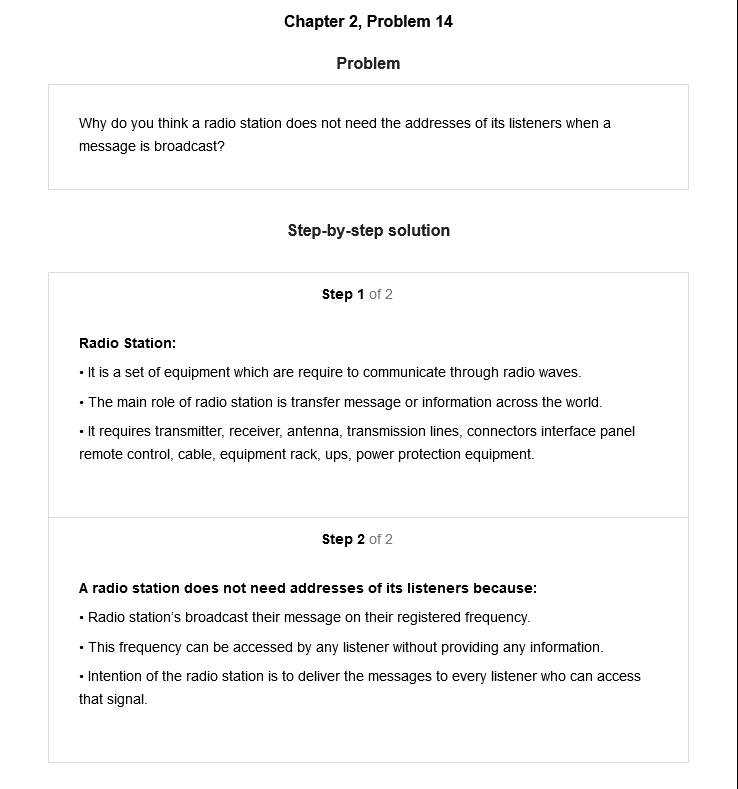 Chapter 2, Problem 14
Problem
Why do you think a radio station does not need the addresses of its listeners when a
message is broadcast?
Step-by-step solution
Step 1 of 2
Radio Station:
• It is a set of equipment which are require to communicate through radio waves.
• The main role of radio station is transfer message or information across the world.
• It requires transmitter, receiver, antenna, transmission lines, connectors interface panel
remote control, cable, equipment rack, ups, power protection equipment.
Step 2 of 2
A radio station does not need addresses of its listeners because:
• Radio station's broadcast their message on their registered frequency.
• This frequency can be accessed by any listener without providing any information.
• Intention of the radio station is to deliver the messages to every listener who can access
that signal.